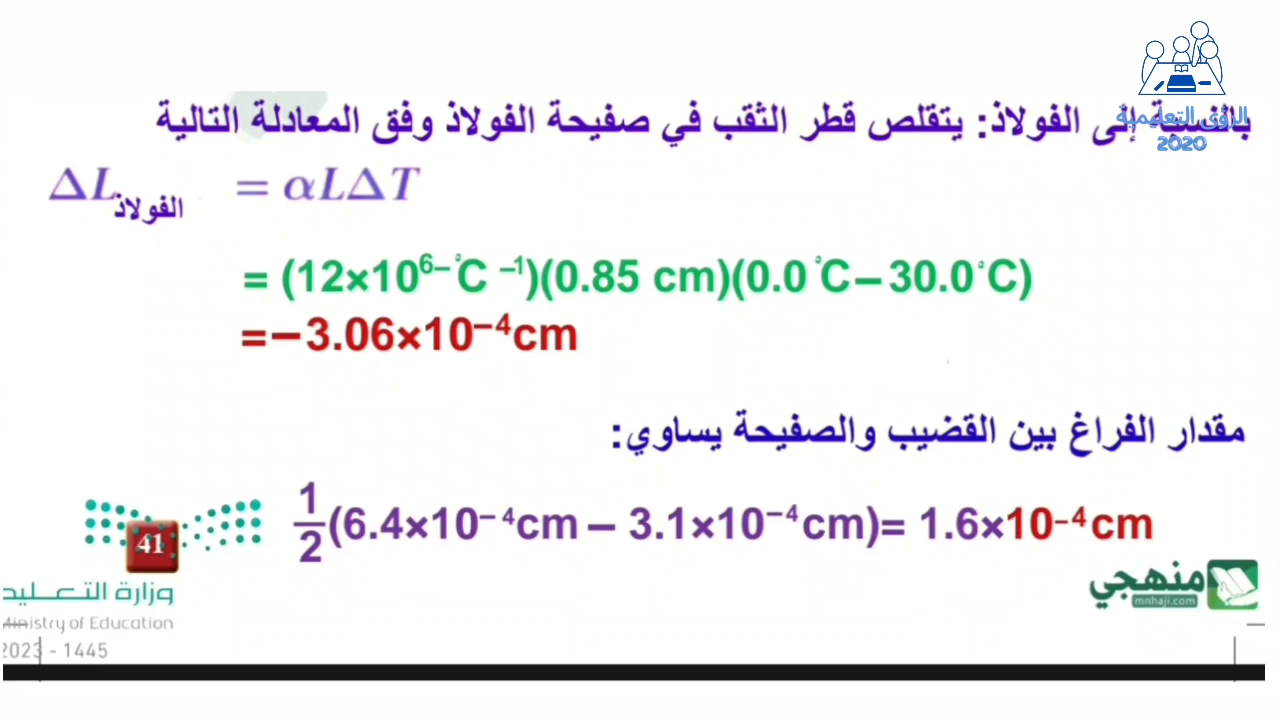 بالنسبة إلى الفولاذ: يتقلص قطر الثقب في صفيحة الفولاذ وفق المعادلة التالية
الرؤى التعليمية
2020
ΔL الفولاذ = αLΔT
= (12×10⁶⁻ °C ⁻¹)(0.85 cm)(0.0 °C – 30.0 °C)
=–3.06×10⁻⁴cm
مقدار الفراغ بين القضيب والصفيحة يساوي:
1/2(6.4×10⁻⁴cm – 3.1×10⁻⁴cm)= 1.6×10⁻⁴cm
41
منهجي
mnhaji.com
وزارة التعليم
Ministry of Education
2023 - 1445